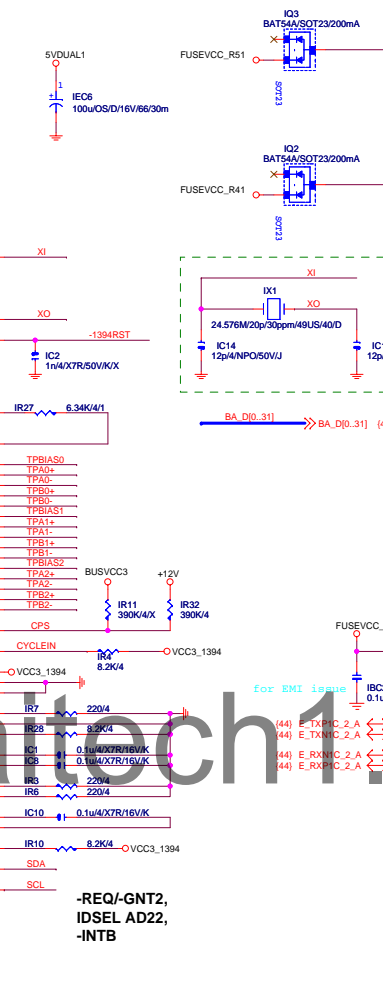 IQ3
BAT54A/SOT23/200mA
5VDUAL1
FUSEVCC_R51
1
+
IEC6
100u/OS/D/16V/66/30m
SOT23
IQ2
BAT54A/SOT23/200mA
FUSEVCC_R41
SOT23
XI
XI
IX1
XO
XO
24.576M/20p/30ppm/49US/40/D
-1394RST
IC2
1n/4/X7R/50V/K/X
IC14
12p/4/NPO/50V/J
IR27
6.34K/4/1
BA_D[0..31]
BA_D[0..31]
TPBIAS0
TPA0+
TPA0-
TPB0+
TPB0-
TPBIAS1
TPA1+
TPA1-
TPB1+
TPB1-
TPBIAS2
TPA2+
TPA2-
TPB2+
TPB2-
BUSVCC3
+12V
IR11
390K/4/X
IR32
390K/4
CPS
FUSEVCC_
CYCLEIN
IR4
8.2K/4
VCC3_1394
VCC3_1394
for EMI issue
0.1u
IR7
220/4
IR28
8.2K/4
IC1
0.1u/4/X7R/16V/K
IC8
0.1u/4/X7R/16V/K
IR3
220/4
IR6
220/4
IC10
0.1u/4/X7R/16V/K
IR10
8.2K/4
VCC3_1394
{44} E_TXP1C_2_A
{44} E_TXN1C_2_A
{44} E_RXN1C_2_A
{44} E_RXP1C_2_A
aitech1.
SDA
SCL
-REQ/-GNT2,
IDSEL AD22,
-INTB